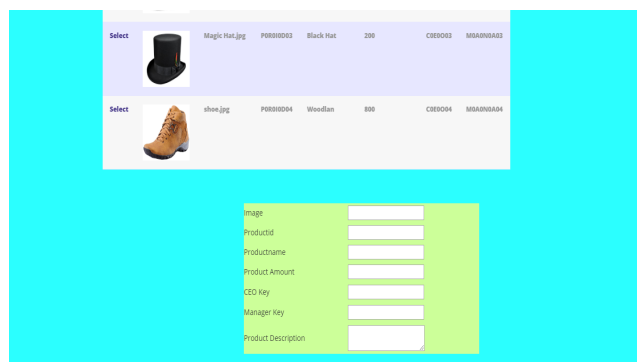 Select Magic Hat.jpg P0R0I0D03 Black Hat 200 C0E0O03 M0A0N0A03
Select shoe.jpg P0R0I0D04 Woodlan 800 C0E0O04 M0A0N0A04
Image
Productid
Productname
Product Amount
CEO Key
Manager Key
Product Description